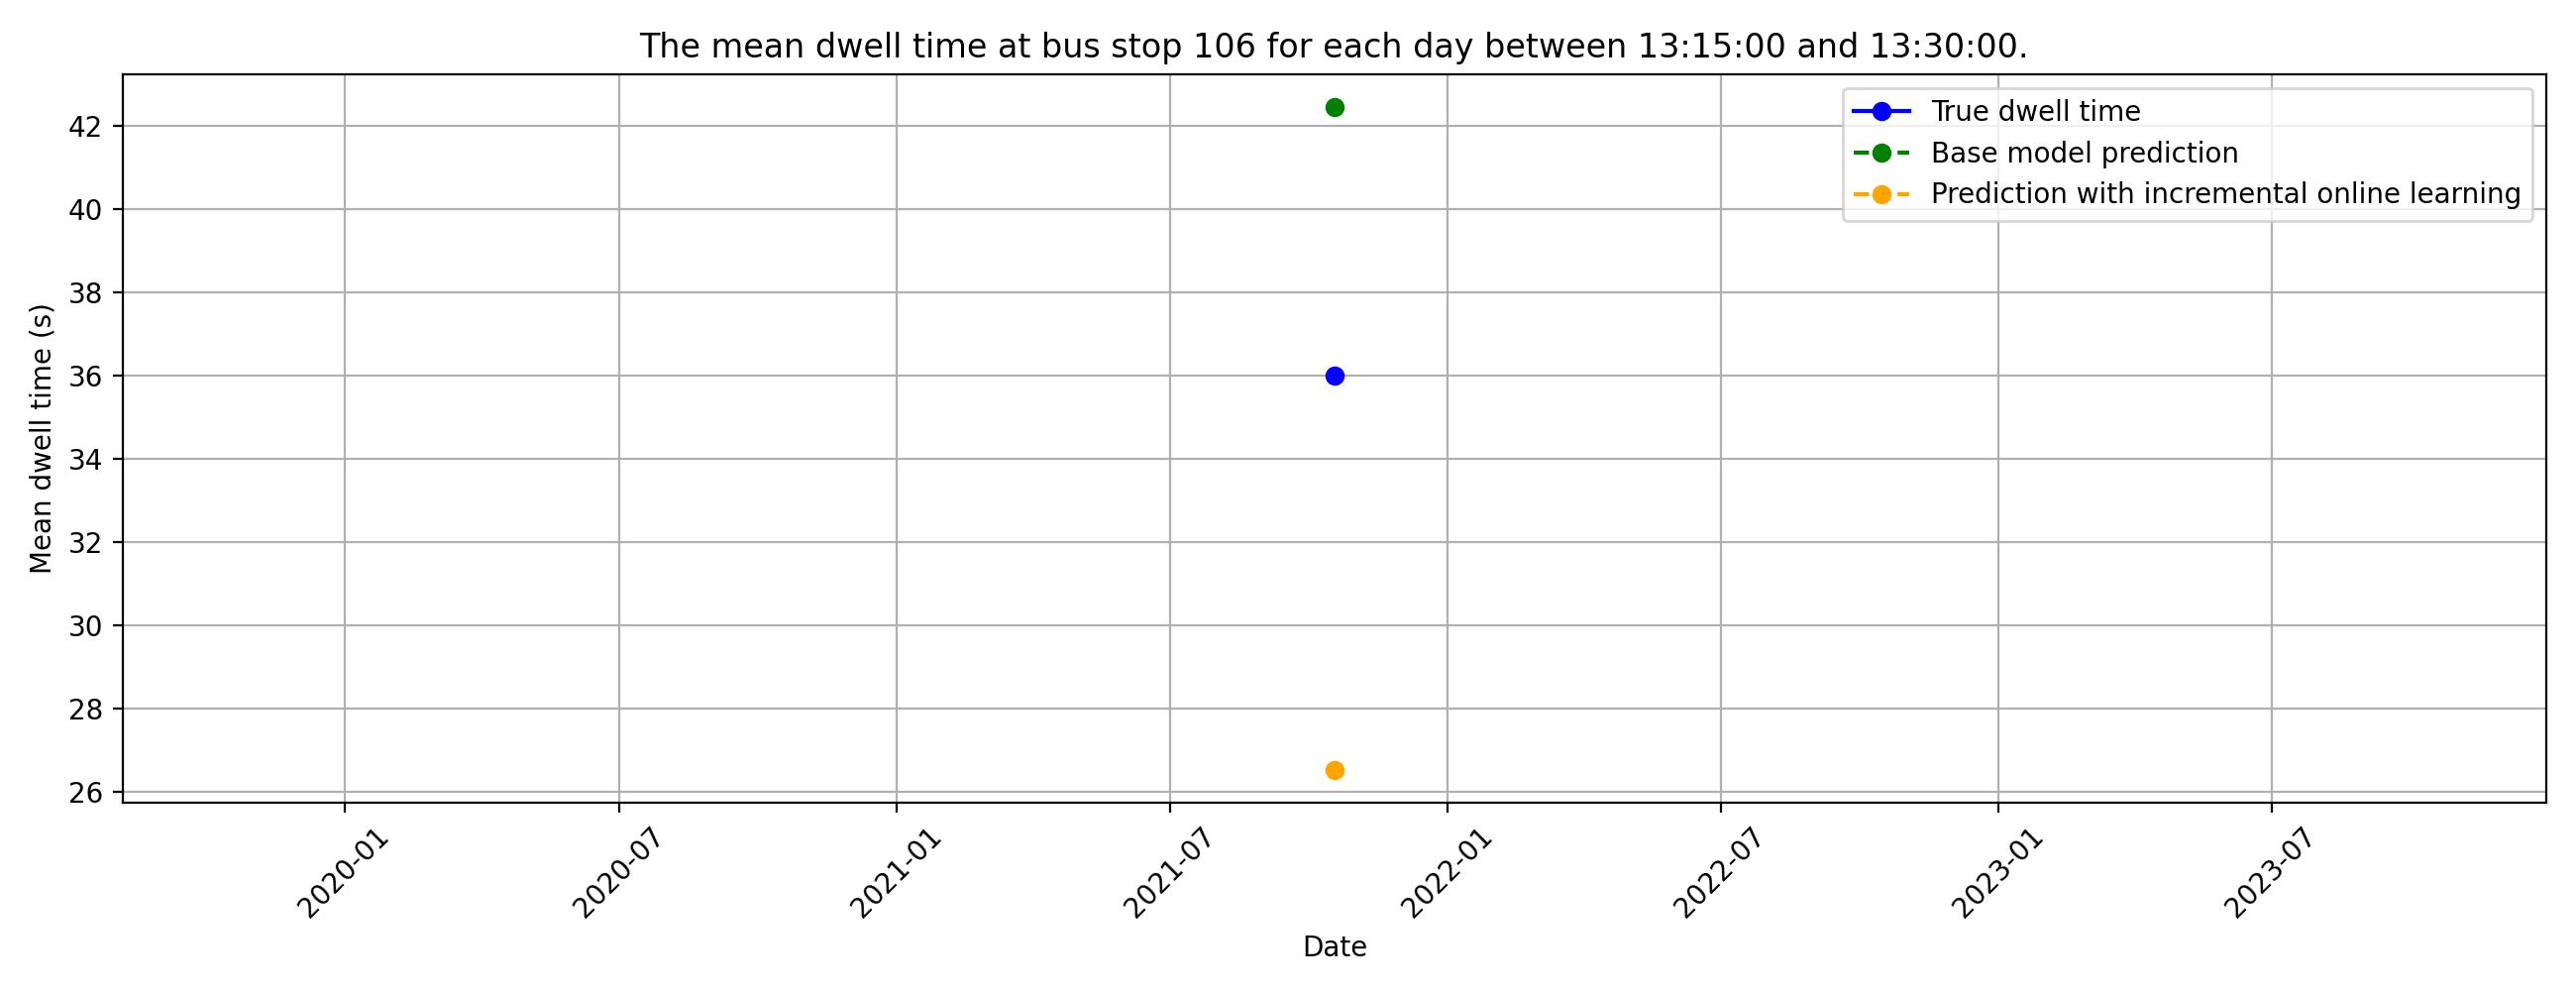 The mean dwell time at bus stop 106 for each day between 13:15:00 and 13:30:00.
True dwell time
Base model prediction
Prediction with incremental online learning
Mean dwell time (s)
42
40
38
36
34
32
30
28
26
2020-01
2020-07
2021-01
2021-07
2022-01
2022-07
2023-01
2023-07
Date